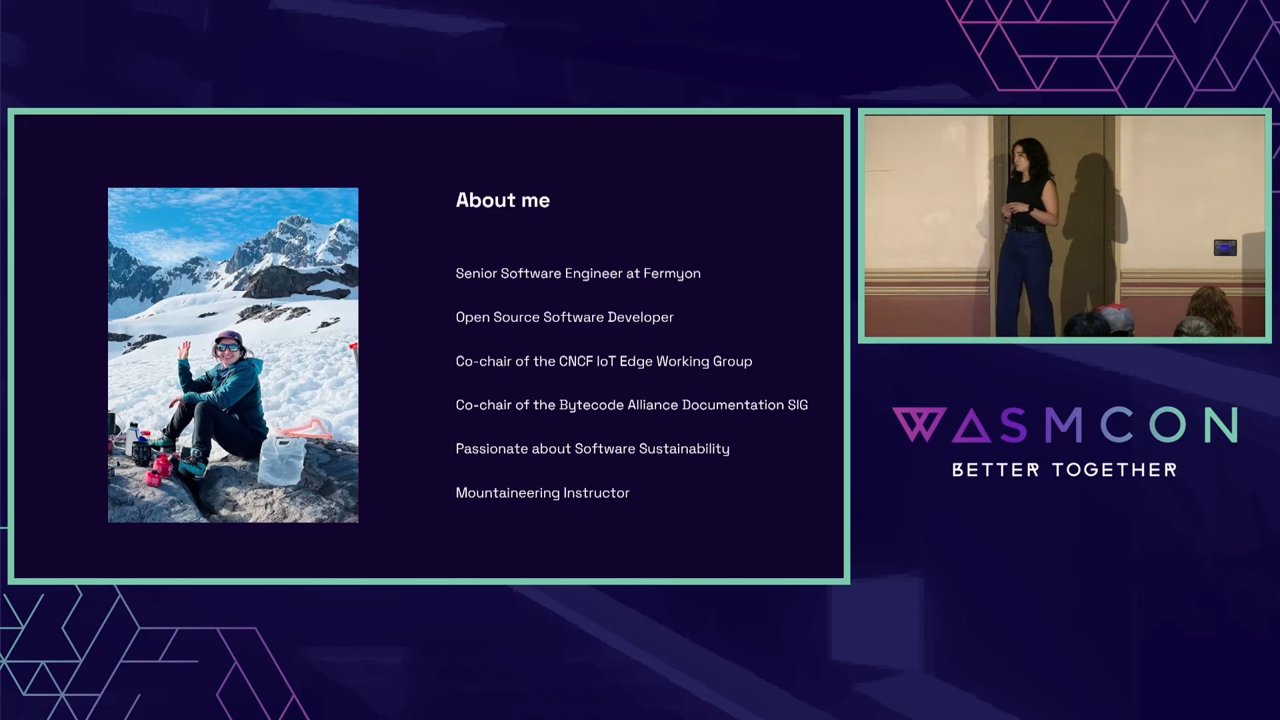 About me
Senior Software Engineer at Fermyon
Open Source Software Developer
Co-chair of the CNCF IoT Edge Working Group
Co-chair of the Bytecode Alliance Documentation SIG
Passionate about Software Sustainability
Mountaineering Instructor
WASMCON
BETTER TOGETHER